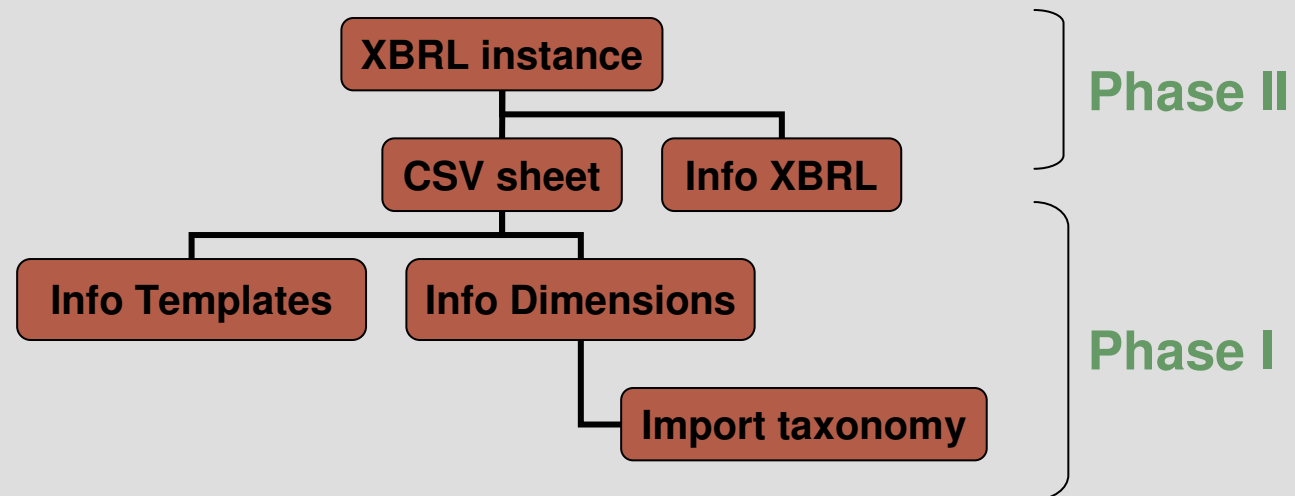 XBRL instance
Phase II
CSV sheet
Info XBRL
Info Templates
Info Dimensions
Phase I
Import taxonomy